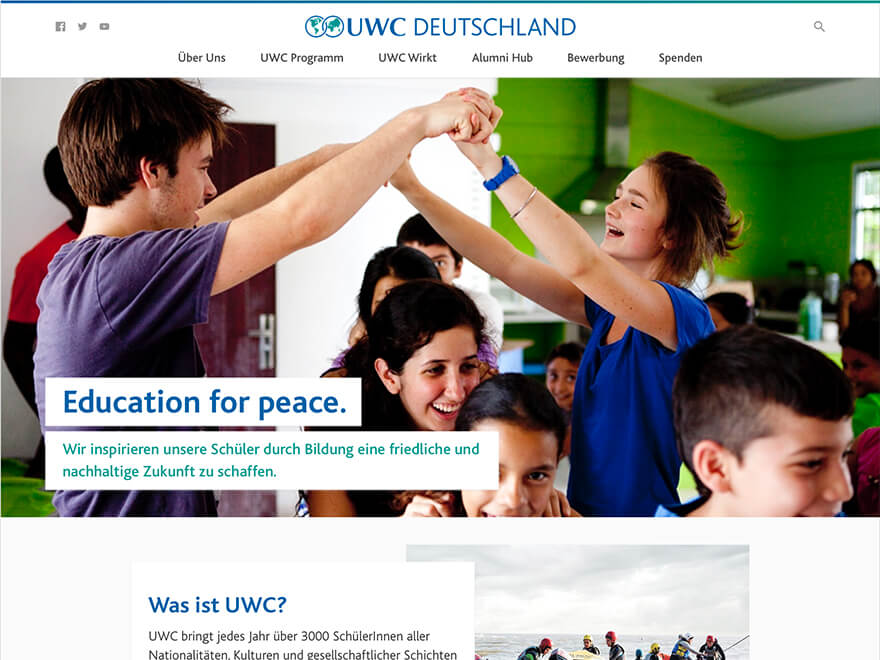 UWC DEUTSCHLAND
Über Uns UWC Programm UWC Wirkt Alumni Hub Bewerbung Spenden
Education for peace.
Wir inspirieren unsere Schüler durch Bildung eine friedliche und
nachhaltige Zukunft zu schaffen.
Was ist UWC?
UWC bringt jedes Jahr über 3000 SchülerInnen aller
Nationalitäten, Kulturen und gesellschaftlicher Schichten